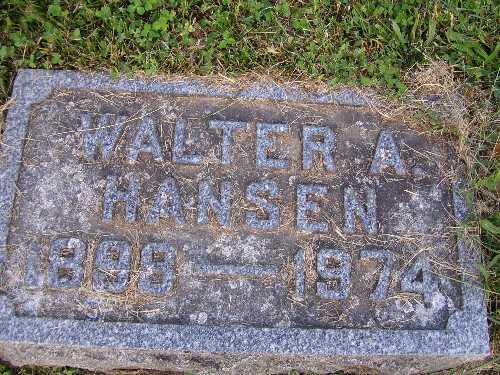 WALTER A.
HANSEN
1899 — 1974